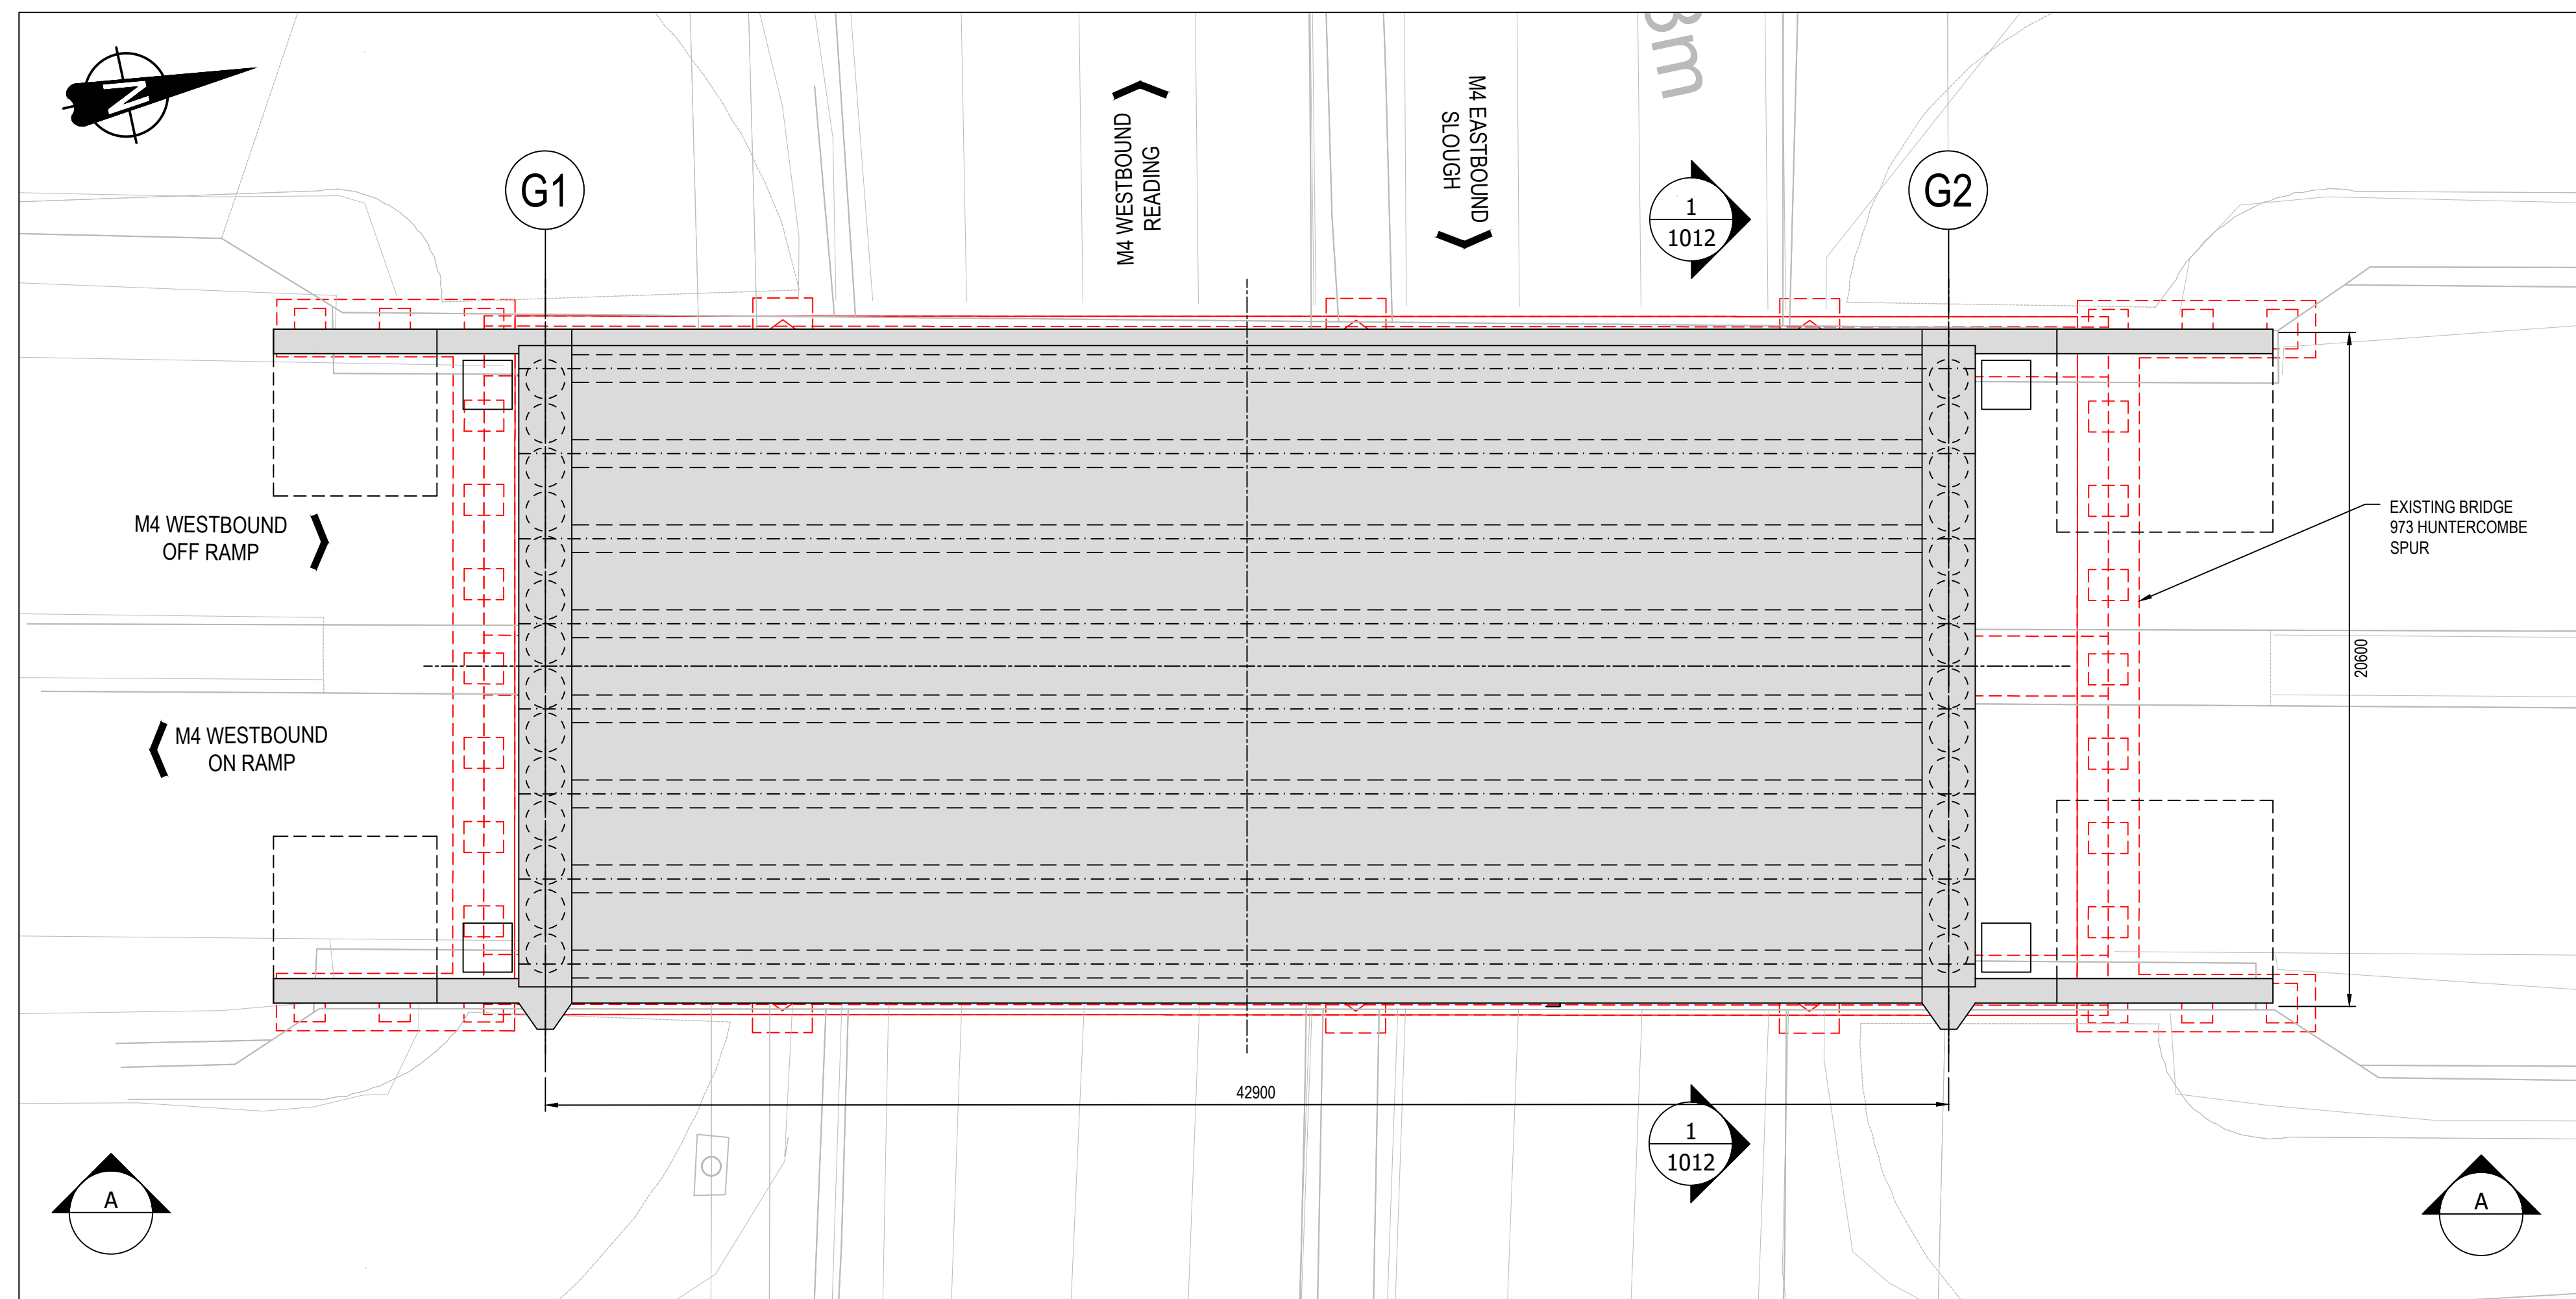 N
8m
M4 WESTBOUND
READING
M4 EASTBOUND
SLOUGH
G1
G2
1
1012
M4 WESTBOUND
OFF RAMP
EXISTING BRIDGE
973 HUNTERCOMBE
SPUR
20600
M4 WESTBOUND
ON RAMP
42900
1
1012
A
A